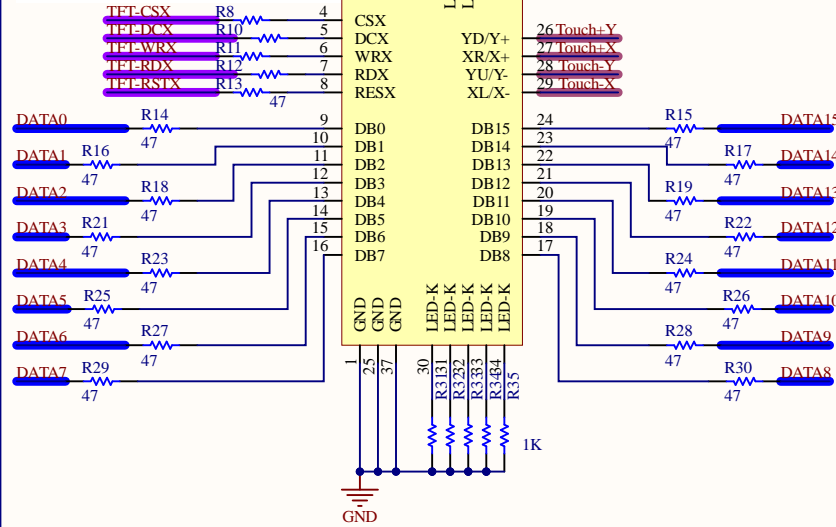 TFT-CSX R8 4 CSX
TFT-DCX R10 5 DCX YD/Y+ 26 Touch+Y
TFT-WRX R11 6 WRX XR/X+ 27 Touch+X
TFT-RDX R12 7 RDX YU/Y- 28 Touch-Y
TFT-RSTX R13 8 RESX XL/X- 29 Touch-X
47
DATA0 R14 47 9 DB0 DB15 24 R15 47 DATA15
DATA1 R16 47 10 DB1 DB14 23 R17 47 DATA14
DATA2 R18 47 11 DB2 DB13 22 R19 47 DATA13
DATA3 R21 47 12 DB3 DB12 21 R22 47 DATA12
DATA4 R23 47 13 DB4 DB11 20 R24 47 DATA11
DATA5 R25 47 14 DB5 DB10 19 R26 47 DATA10
DATA6 R27 47 15 DB6 DB9 18 R28 47 DATA9
DATA7 R29 47 16 DB7 DB8 17 R30 47 DATA8
GND GND GND LED-K LED-K LED-K LED-K LED-K
1 25 37 30 31 32 33 34
R31 R32 R33 R34 R35
1K
GND